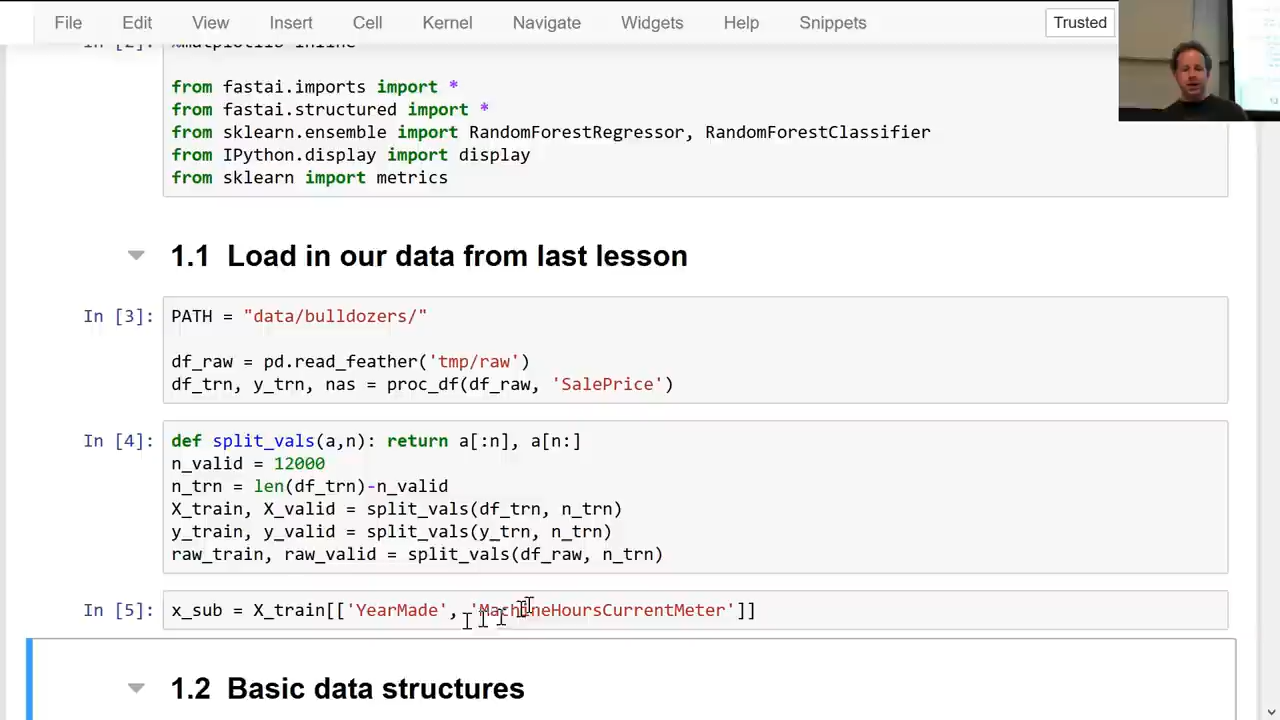 File Edit View Insert Cell Kernel Navigate Widgets Help Snippets Trusted
In [2]: %matplotlib inline
from fastai.imports import *
from fastai.structured import *
from sklearn.ensemble import RandomForestRegressor, RandomForestClassifier
from IPython.display import display
from sklearn import metrics
1.1 Load in our data from last lesson
In [3]: PATH = "data/bulldozers/"
df_raw = pd.read_feather('tmp/raw')
df_trn, y_trn, nas = proc_df(df_raw, 'SalePrice')
In [4]: def split_vals(a,n): return a[:n], a[n:]
n_valid = 12000
n_trn = len(df_trn)-n_valid
X_train, X_valid = split_vals(df_trn, n_trn)
y_train, y_valid = split_vals(y_trn, n_trn)
raw_train, raw_valid = split_vals(df_raw, n_trn)
In [5]: x_sub = X_train[['YearMade', 'MachineHoursCurrentMeter']]
1.2 Basic data structures